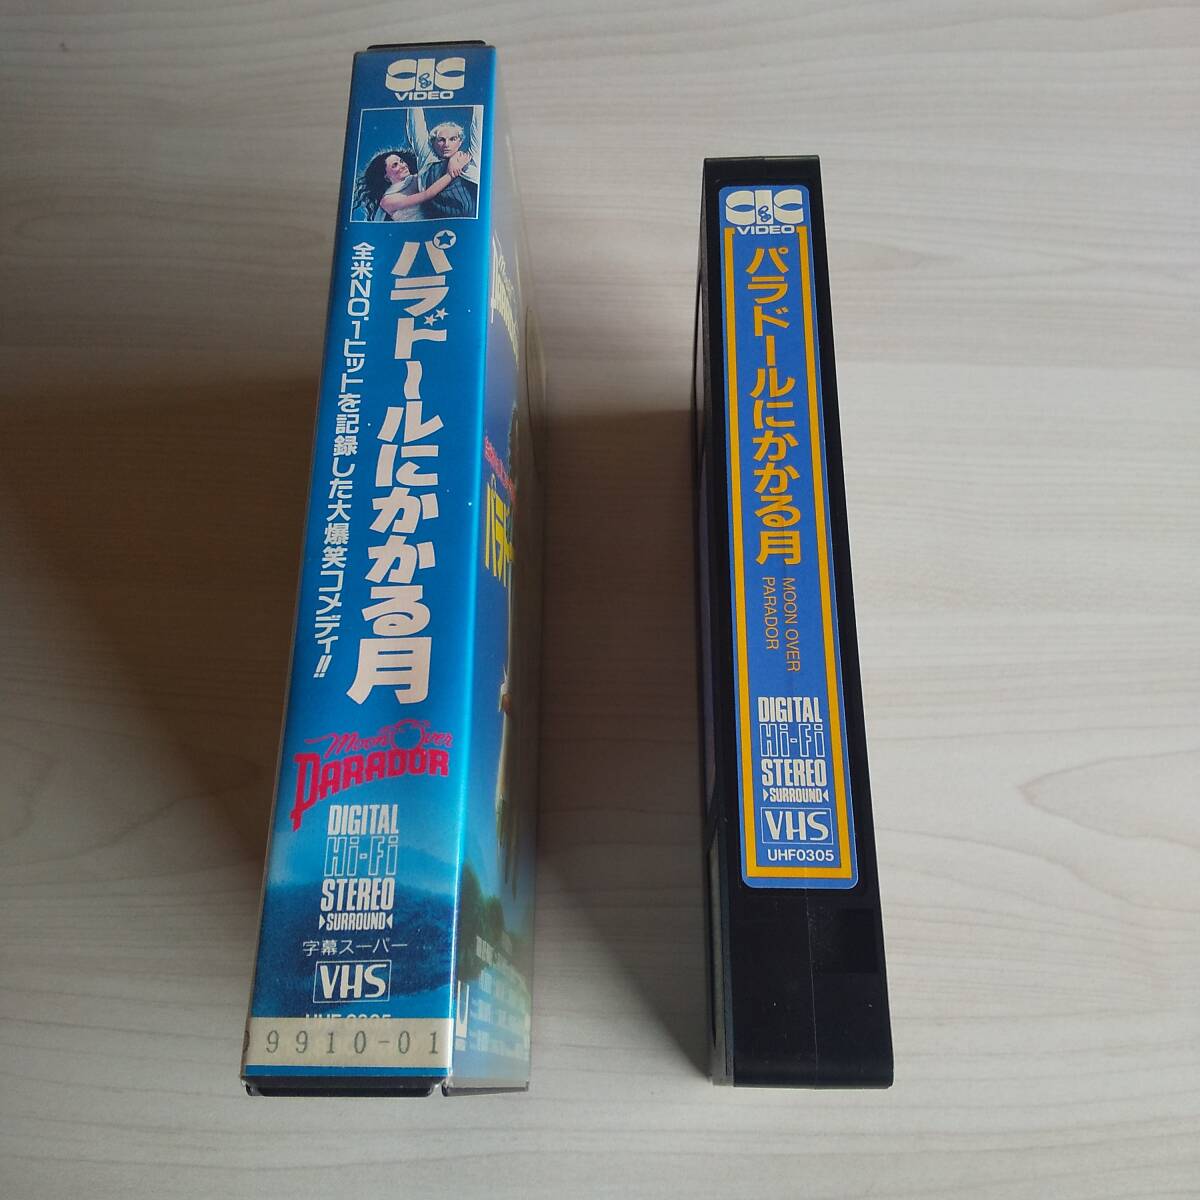 CIC
VIDEO
パラドールにかかる月
全米NO.1ヒットを記録した大爆笑コメディ!!
Moon Over
PARADOR
DIGITAL
Hi-Fi
STEREO
SURROUND
字幕スーパー
VHS
UHF0305
9910-01
Moon
CIC
VIDEO
パラドールにかかる月
MOON OVER
PARADOR
DIGITAL
Hi-Fi
STEREO
SURROUND
VHS
UHF0305